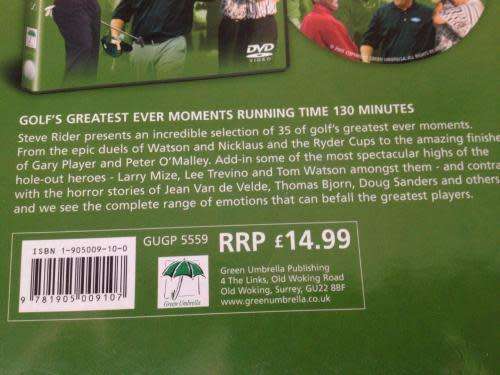 DVD
VIDEO
GREEN UMBRELLA
GOLF'S GREATEST EVER MOMENTS RUNNING TIME 130 MINUTES
Steve Rider presents an incredible selection of 35 of golf's greatest ever moments.
From the epic duels of Watson and Nicklaus and the Ryder Cups to the amazing finishe
of Gary Player and Peter O'Malley. Add-in some of the most spectacular highs of the
hole-out heroes - Larry Mize, Lee Trevino and Tom Watson amongst them - and contra
with the horror stories of Jean Van de Velde, Thomas Bjorn, Doug Sanders and others
and we see the complete range of emotions that can befall the greatest players.
ISBN 1-905009-10-0
9 781905 009107
GUGP 5559
Green Umbrella
RRP £14.99
Green Umbrella Publishing
4 The Links, Old Woking Road
Old Woking, Surrey, GU22 8BF
www.greenumbrella.co.uk